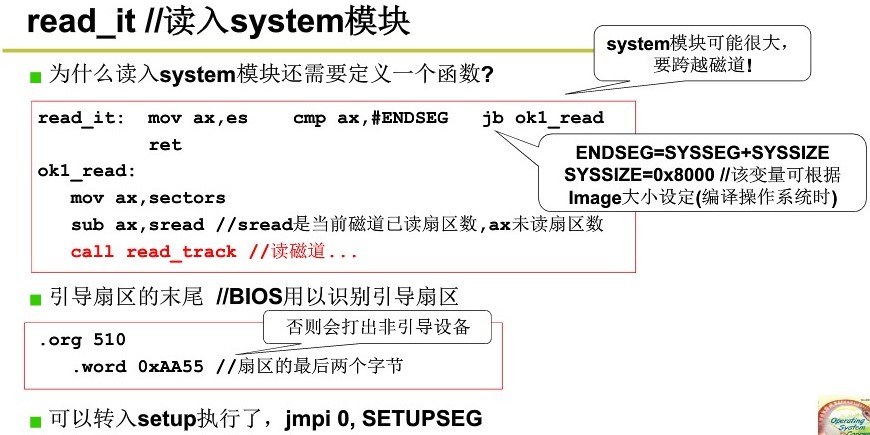 read_it //读入system模块
system模块可能很大，
要跨越磁道！
为什么读入system模块还需要定义一个函数?
read_it: mov ax,es cmp ax,#ENDSEG jb ok1_read
ret
ENDSEG=SYSSEG+SYSSIZE
SYSSIZE=0x8000 //该变量可根据
Image大小设定(编译操作系统时)
ok1_read:
mov ax,sectors
sub ax,sread //sread是当前磁道已读扇区数,ax未读扇区数
call read_track //读磁道...
引导扇区的末尾 //BIOS用以识别引导扇区
否则会打出非引导设备
.org 510
.word 0xAA55 //扇区的最后两个字节
可以转入setup执行了，jmpi 0, SETUPSEG
Operating
System